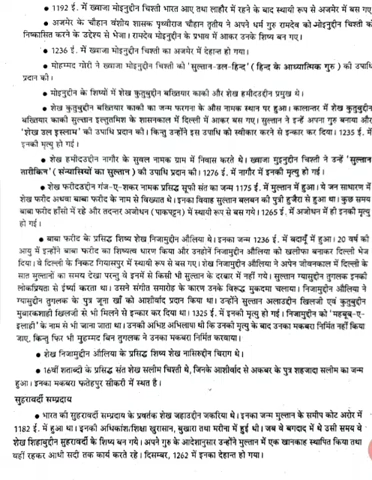 ● 1192 ई. में ख्वाजा मोइनुद्दीन चिश्ती भारत आए तथा लाहौर में रहने के बाद स्थायी रूप से अजमेर में बस गए
● अजमेर के चौहान वंशीय शासक पृथ्वीराज चौहान तृतीय ने अपने धर्म गुरु रामदेव को मोइनुद्दीन चिश्ती को
निष्कासित करने के उद्देश्य से भेजा। रामदेव मोइनुद्दीन के प्रभाव में आकर उनके शिष्य बन गए।
● 1236 ई. में ख्वाजा मोइनुद्दीन चिश्ती का अजमेर में देहान्त हो गया।
● मोहम्मद गोरी ने ख्वाजा मोइनुद्दीन चिश्ती को 'सुल्तान-उल-हिन्द' (हिन्द के आध्यात्मिक गुरु) की उपाधि
प्रदान की।
● मोइनुद्दीन के शिष्यों में शेख कुतुबुद्दीन बख्तियार काकी और शेख हमीदउद्दीन प्रमुख थे।
● शेख कुतुबुद्दीन बख्तियार काकी का जन्म फरगना के औस नामक स्थान पर हुआ। कालान्तर में शेख कुतुबुद्दीन
बख्तियार काकी सुल्तान इल्तुतमिश के शासनकाल में दिल्ली में आकर बस गए। सुल्तान ने इन्हें अपना गुरु बनाया और
'शेख उल इस्लाम' की उपाधि प्रदान की। किन्तु उन्होंने इस उपाधि को स्वीकार करने से इन्कार कर दिया। 1235 ई. में
इनकी मृत्यु हो गई।
● शेख हमीदउद्दीन नागौर के सुवल नामक ग्राम में निवास करते थे। ख्वाजा मुइनुद्दीन चिश्ती ने उन्हें 'सुल्तान
तारीकिन' (संन्यासियों का सुल्तान) की उपाधि प्रदान की। 1276 ई. में नागौर में इनकी मृत्यु हो गई।
● शेख फरीदउद्दीन गंज-ए-शकर नामक प्रसिद्ध सूफी संत का जन्म 1175 ई. में मुल्तान में हुआ। ये जन साधारण में
शेख फरीद अथवा बाबा फरीद के नाम से विख्यात थे। इनका विवाह सुल्तान बलबन की पुत्री हुजैरा से हुआ था। कुछ समय
बाबा फरीद हाँसी में रहे और तदन्तर अजोधन (पाकपट्टन) में स्थायी रूप से बस गये। 1265 ई. में अजोधन में ही इनकी मृत्यु
हो गई।
● बाबा फरीद के प्रसिद्ध शिष्य शेख निजामुद्दीन औलिया थे। इनका जन्म 1236 ई. में बदायूँ में हुआ। 20 वर्ष की
आयु में इन्होंने बाबा फरीद का शिष्यत्व धारण किया और उन्होंने निजामुद्दीन औलिया को खलीफा बनाकर दिल्ली भेज
दिया। वे दिल्ली के निकट गियासपुर में स्थायी रूप से बस गए। शेख निजामुद्दीन औलिया ने अपने जीवनकाल में दिल्ली के
सात सुल्तानों का समय देखा परन्तु वे इनमें से किसी भी सुल्तान के दरबार में नहीं गये। सुल्तान ग्यासुद्दीन तुगलक इनकी
लोकप्रियता से ईर्ष्या करता था। उसने संगीत समारोह के कारण उनके विरुद्ध मुकदमा चलाया। निजामुद्दीन औलिया ने
ग्यामुद्दीन तुगलक के पुत्र जूना खाँ को आशीर्वाद प्रदान किया था। उन्होंने सुल्तान अलाउद्दीन खिलजी एवं कुतुबुद्दीन
मुबारकशाही खिलजी से भी मिलने से इन्कार कर दिया था। 1325 ई. में इनकी मृत्यु हो गई। निजामुद्दीन को 'महबूब-ए-
इलाही' के नाम से भी जाना जाता था। उनकी अभिह अभिलाषा थी कि उनकी मृत्यु के बाद उनका मकबरा निर्मित नहीं किया
जाए, किन्तु फिर भी मुहम्मद बिन तुगलक ने उनका मकबरा निर्मित करवाया।
● शेख निजामुद्दीन औलिया के प्रसिद्ध शिष्य शेख नासिरुद्दीन चिराग थे।
● 16वीं शताब्दी के प्रसिद्ध संत शेख सलीम चिश्ती थे, जिनके आशीर्वाद से अकबर के पुत्र शहजादा सलीम का जन्म
हुआ। इनका मकबरा फतेहपुर सीकरी में स्थत है।
सुहरावर्दी सम्प्रदाय
● भारत की सुहरावर्दी सम्प्रदाय के प्रवर्तक शेख जहाउद्दीन जकारिया थे। इनका जन्म मुल्तान के समीप कोट अरोर में
1182 ई. में हुआ था। इनकी अधिकांश शिक्षा खुरासान, बुखारा तथा मदीना में हुई थी। जब वे बगदाद में थे उसी समय वे
शेख शिहाबुद्दीन सुहरावर्दी के शिष्य बन गये। अपने गुरु के आदेशानुसार उन्होंने मुल्तान में एक खानकाह स्थापित किया तथा
यहीं रहकर आधी सदी तक कार्य करते रहे। दिसम्बर, 1262 में इनका देहान्त हो गया।